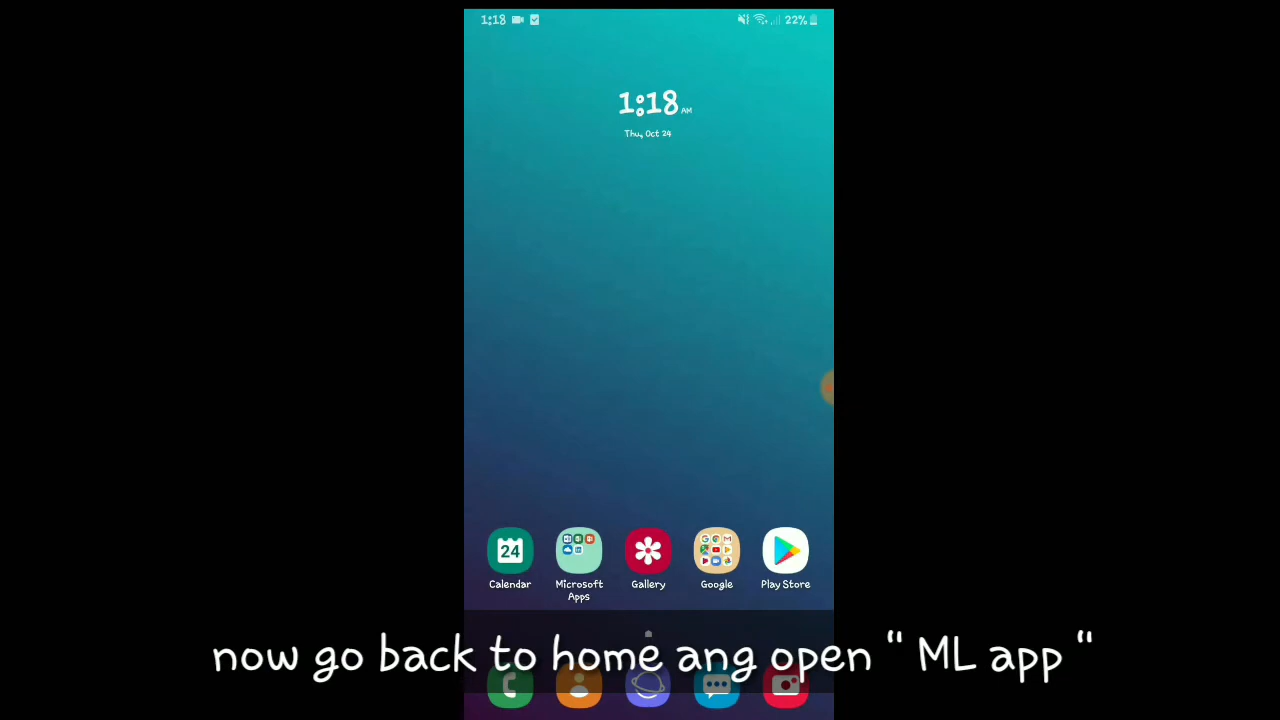 1:18 22%
1:18 AM
Thu, Oct 24
24
Calendar Microsoft Apps Gallery Google Play Store
now go back to home ang open " ML app "